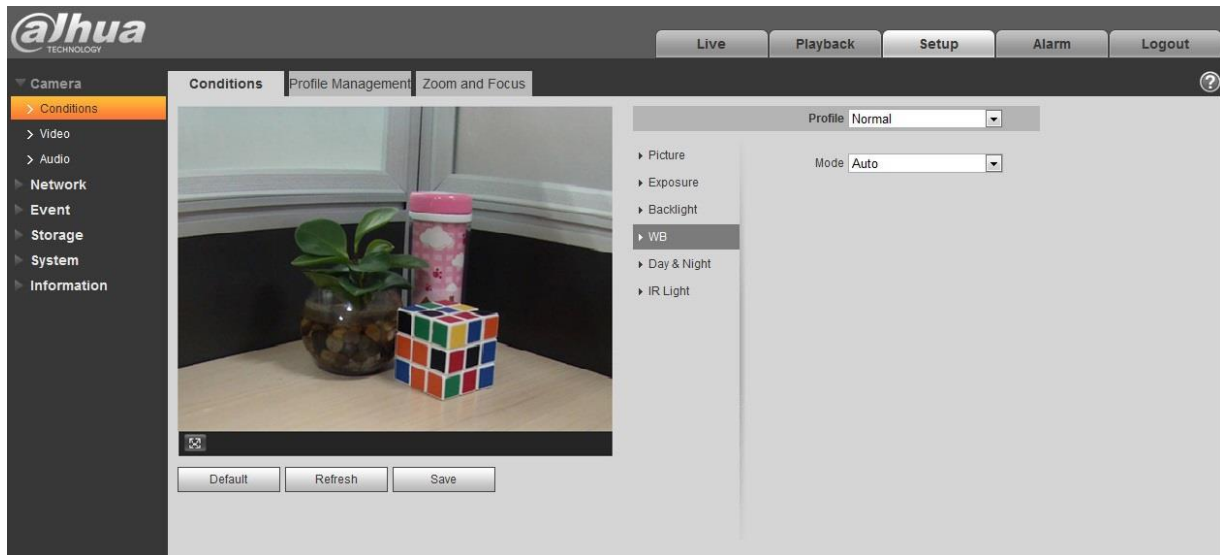 alhua
TECHNOLOGY
Live
Playback
Setup
Alarm
Logout
Camera
Conditions
Video
Audio
Network
Event
Storage
System
Information
Conditions
Profile Management
Zoom and Focus
?
Profile Normal
Picture
Exposure
Backlight
WB
Day & Night
IR Light
Mode Auto
Default
Refresh
Save